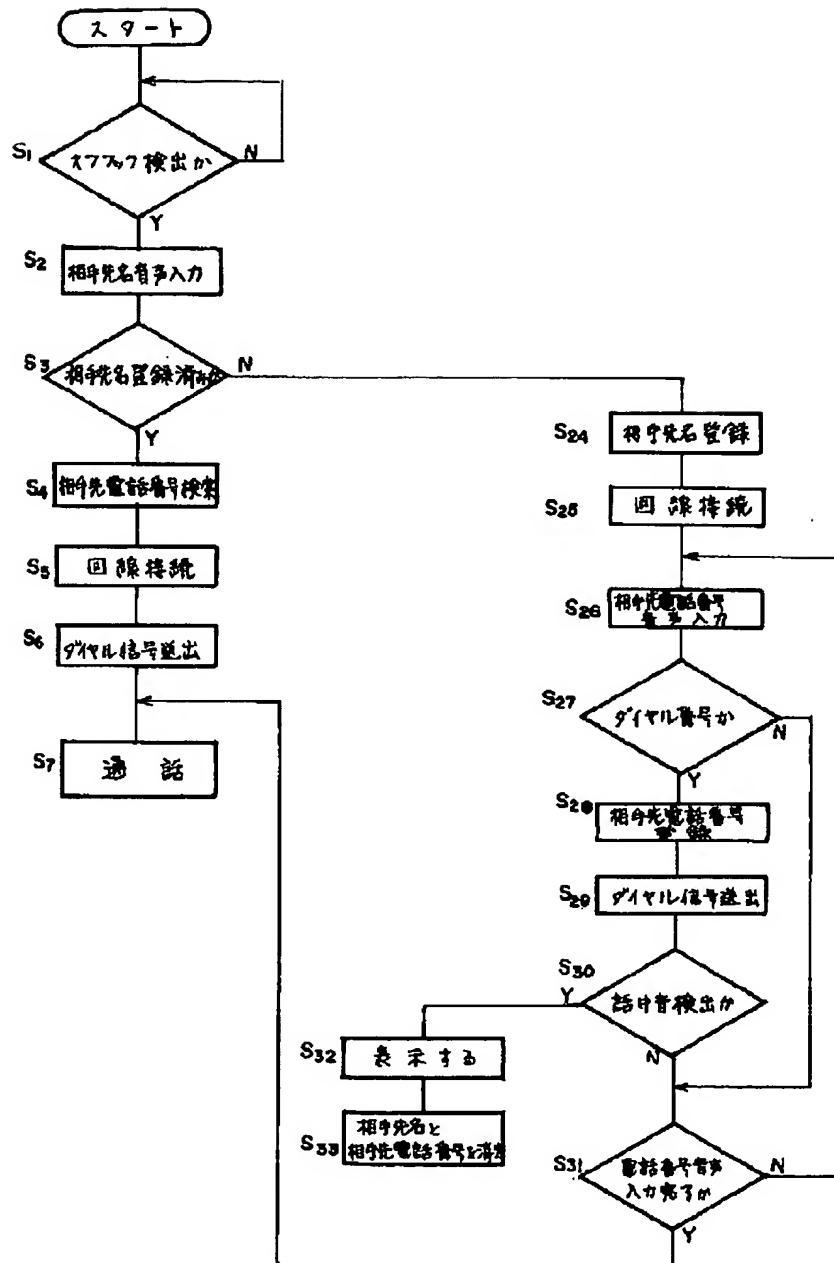 スタート
S1
オフフック検出か
N
Y
S2
相手先名音声入力
S3
相手先名登録済みか
N
Y
S4
相手先電話番号検索
S5
回線接続
S6
ダイヤル信号送出
S7
通話
S24
相手先名登録
S25
回線接続
S26
相手先電話番号
音声入力
S27
ダイヤル番号か
N
Y
S28
相手先電話番号
登録
S29
ダイヤル信号送出
S30
話中音検出か
Y
N
S32
表示する
S33
相手先名と
相手先電話番号を消去
S31
電話番号音声
入力完了か
N
Y